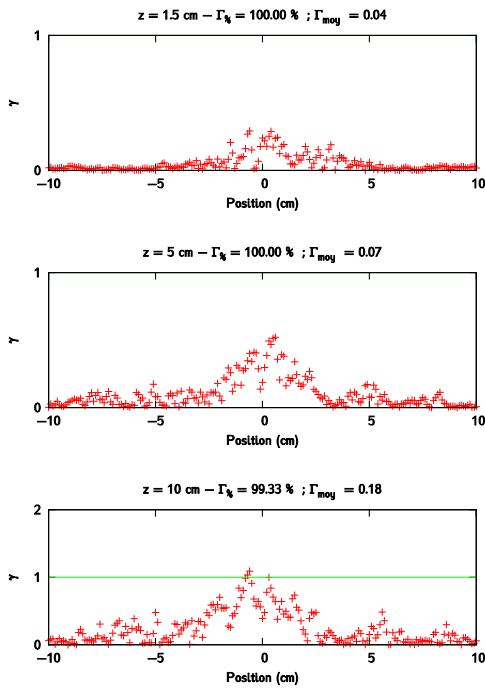 z = 1.5 cm – Γ% = 100.00 % ; Γmoy = 0.04
1
γ
0
−10 −5 0 5 10
Position (cm)
z = 5 cm – Γ% = 100.00 % ; Γmoy = 0.07
1
γ
0
−10 −5 0 5 10
Position (cm)
z = 10 cm – Γ% = 99.33 % ; Γmoy = 0.18
2
1
γ
0
−10 −5 0 5 10
Position (cm)